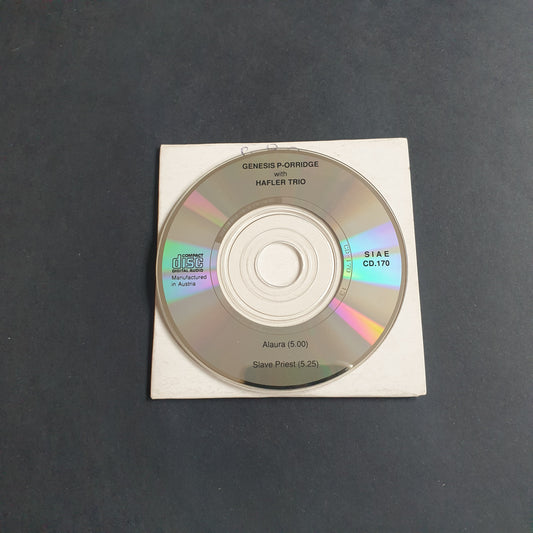 GENESIS P-ORRIDGE
with
HAFLER TRIO
COMPACT
disc
DIGITAL AUDIO
Manufactured
in Austria
S I A E
CD.170
Alaura (5.00)
Slave Priest (5.25)